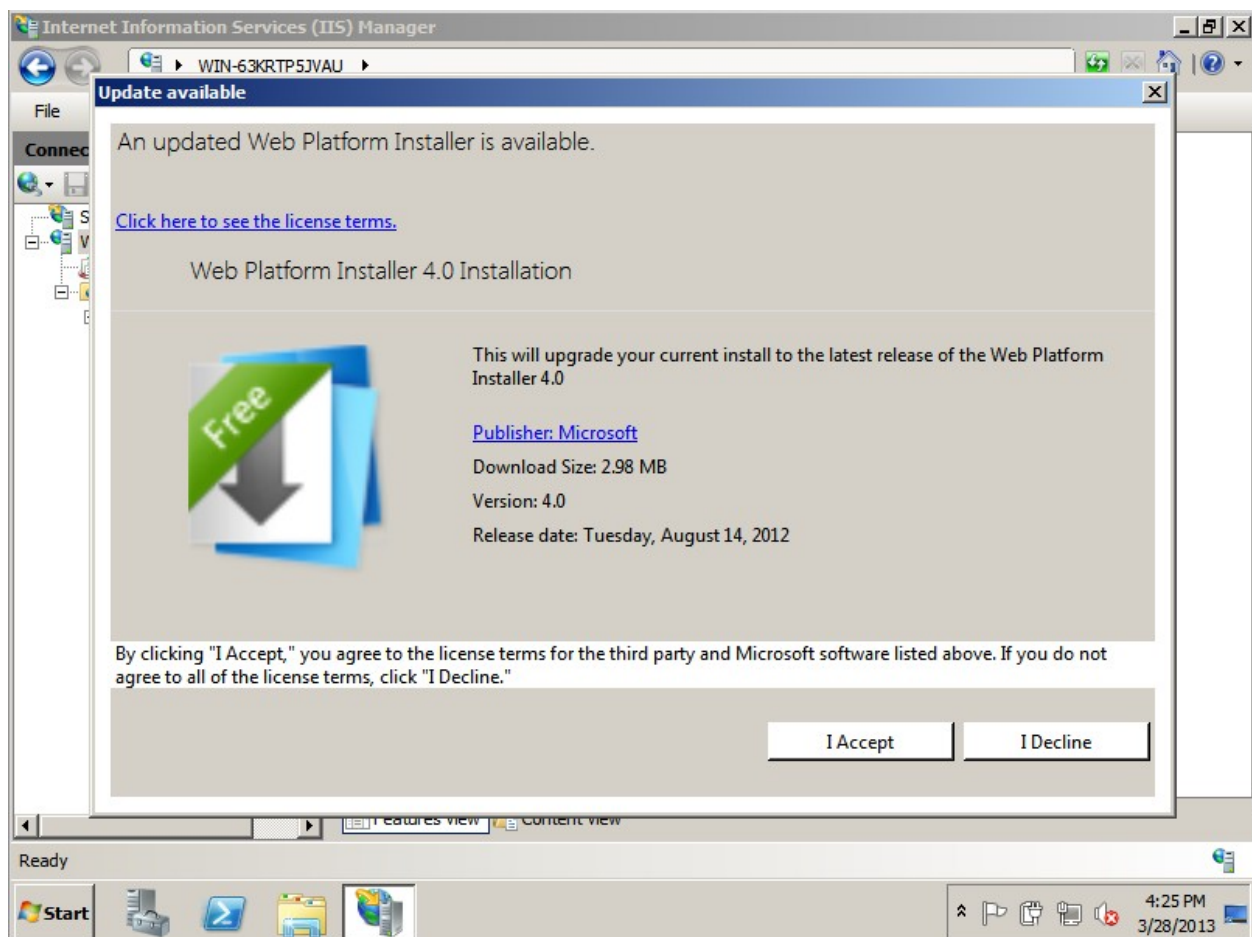 Internet Information Services (IIS) Manager
WIN-63KRTP5JVAU
File
Update available
Connec
An updated Web Platform Installer is available.
S
Click here to see the license terms.
W
Web Platform Installer 4.0 Installation
Free
This will upgrade your current install to the latest release of the Web Platform
Installer 4.0
Publisher: Microsoft
Download Size: 2.98 MB
Version: 4.0
Release date: Tuesday, August 14, 2012
By clicking "I Accept," you agree to the license terms for the third party and Microsoft software listed above. If you do not
agree to all of the license terms, click "I Decline."
I Accept
I Decline
Features View
Content View
Ready
Start
4:25 PM
3/28/2013